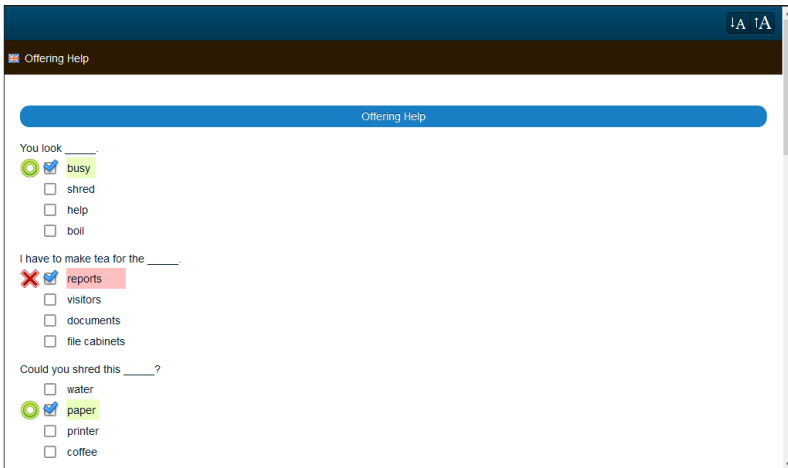 ↓A ↑A
Offering Help
Offering Help
You look _____.
busy
shred
help
boil
I have to make tea for the _____.
reports
visitors
documents
file cabinets
Could you shred this _____?
water
paper
printer
coffee